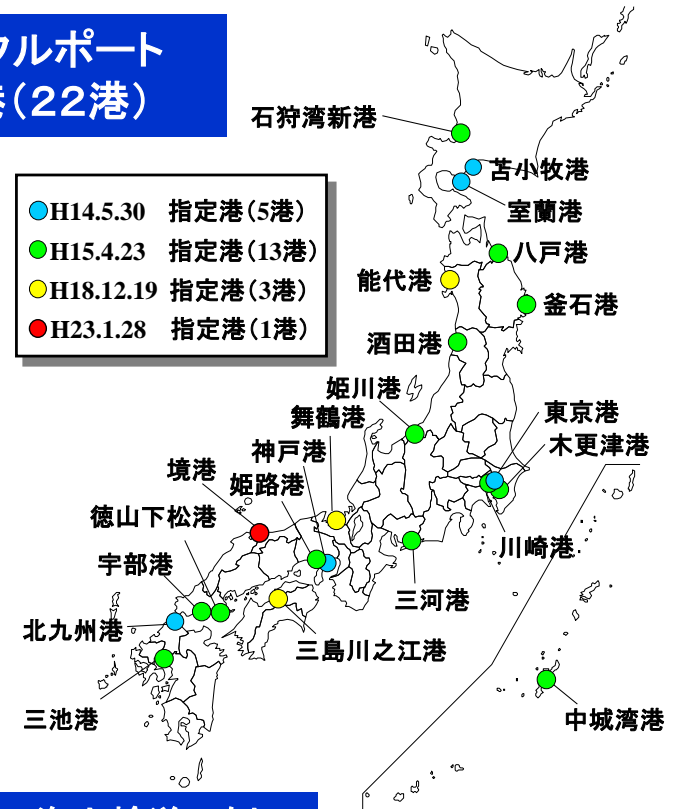 クルポート
港（２２港）
石狩湾新港
苫小牧港
室蘭港
H14.5.30 指定港（5港）
H15.4.23 指定港（13港）
H18.12.19 指定港（3港）
H23.1.28 指定港（1港）
八戸港
能代港
釜石港
酒田港
姫川港
舞鶴港
東京港
神戸港
木更津港
境港
姫路港
徳山下松港
川崎港
宇部港
三河港
北九州港
三島川之江港
三池港
中城湾港